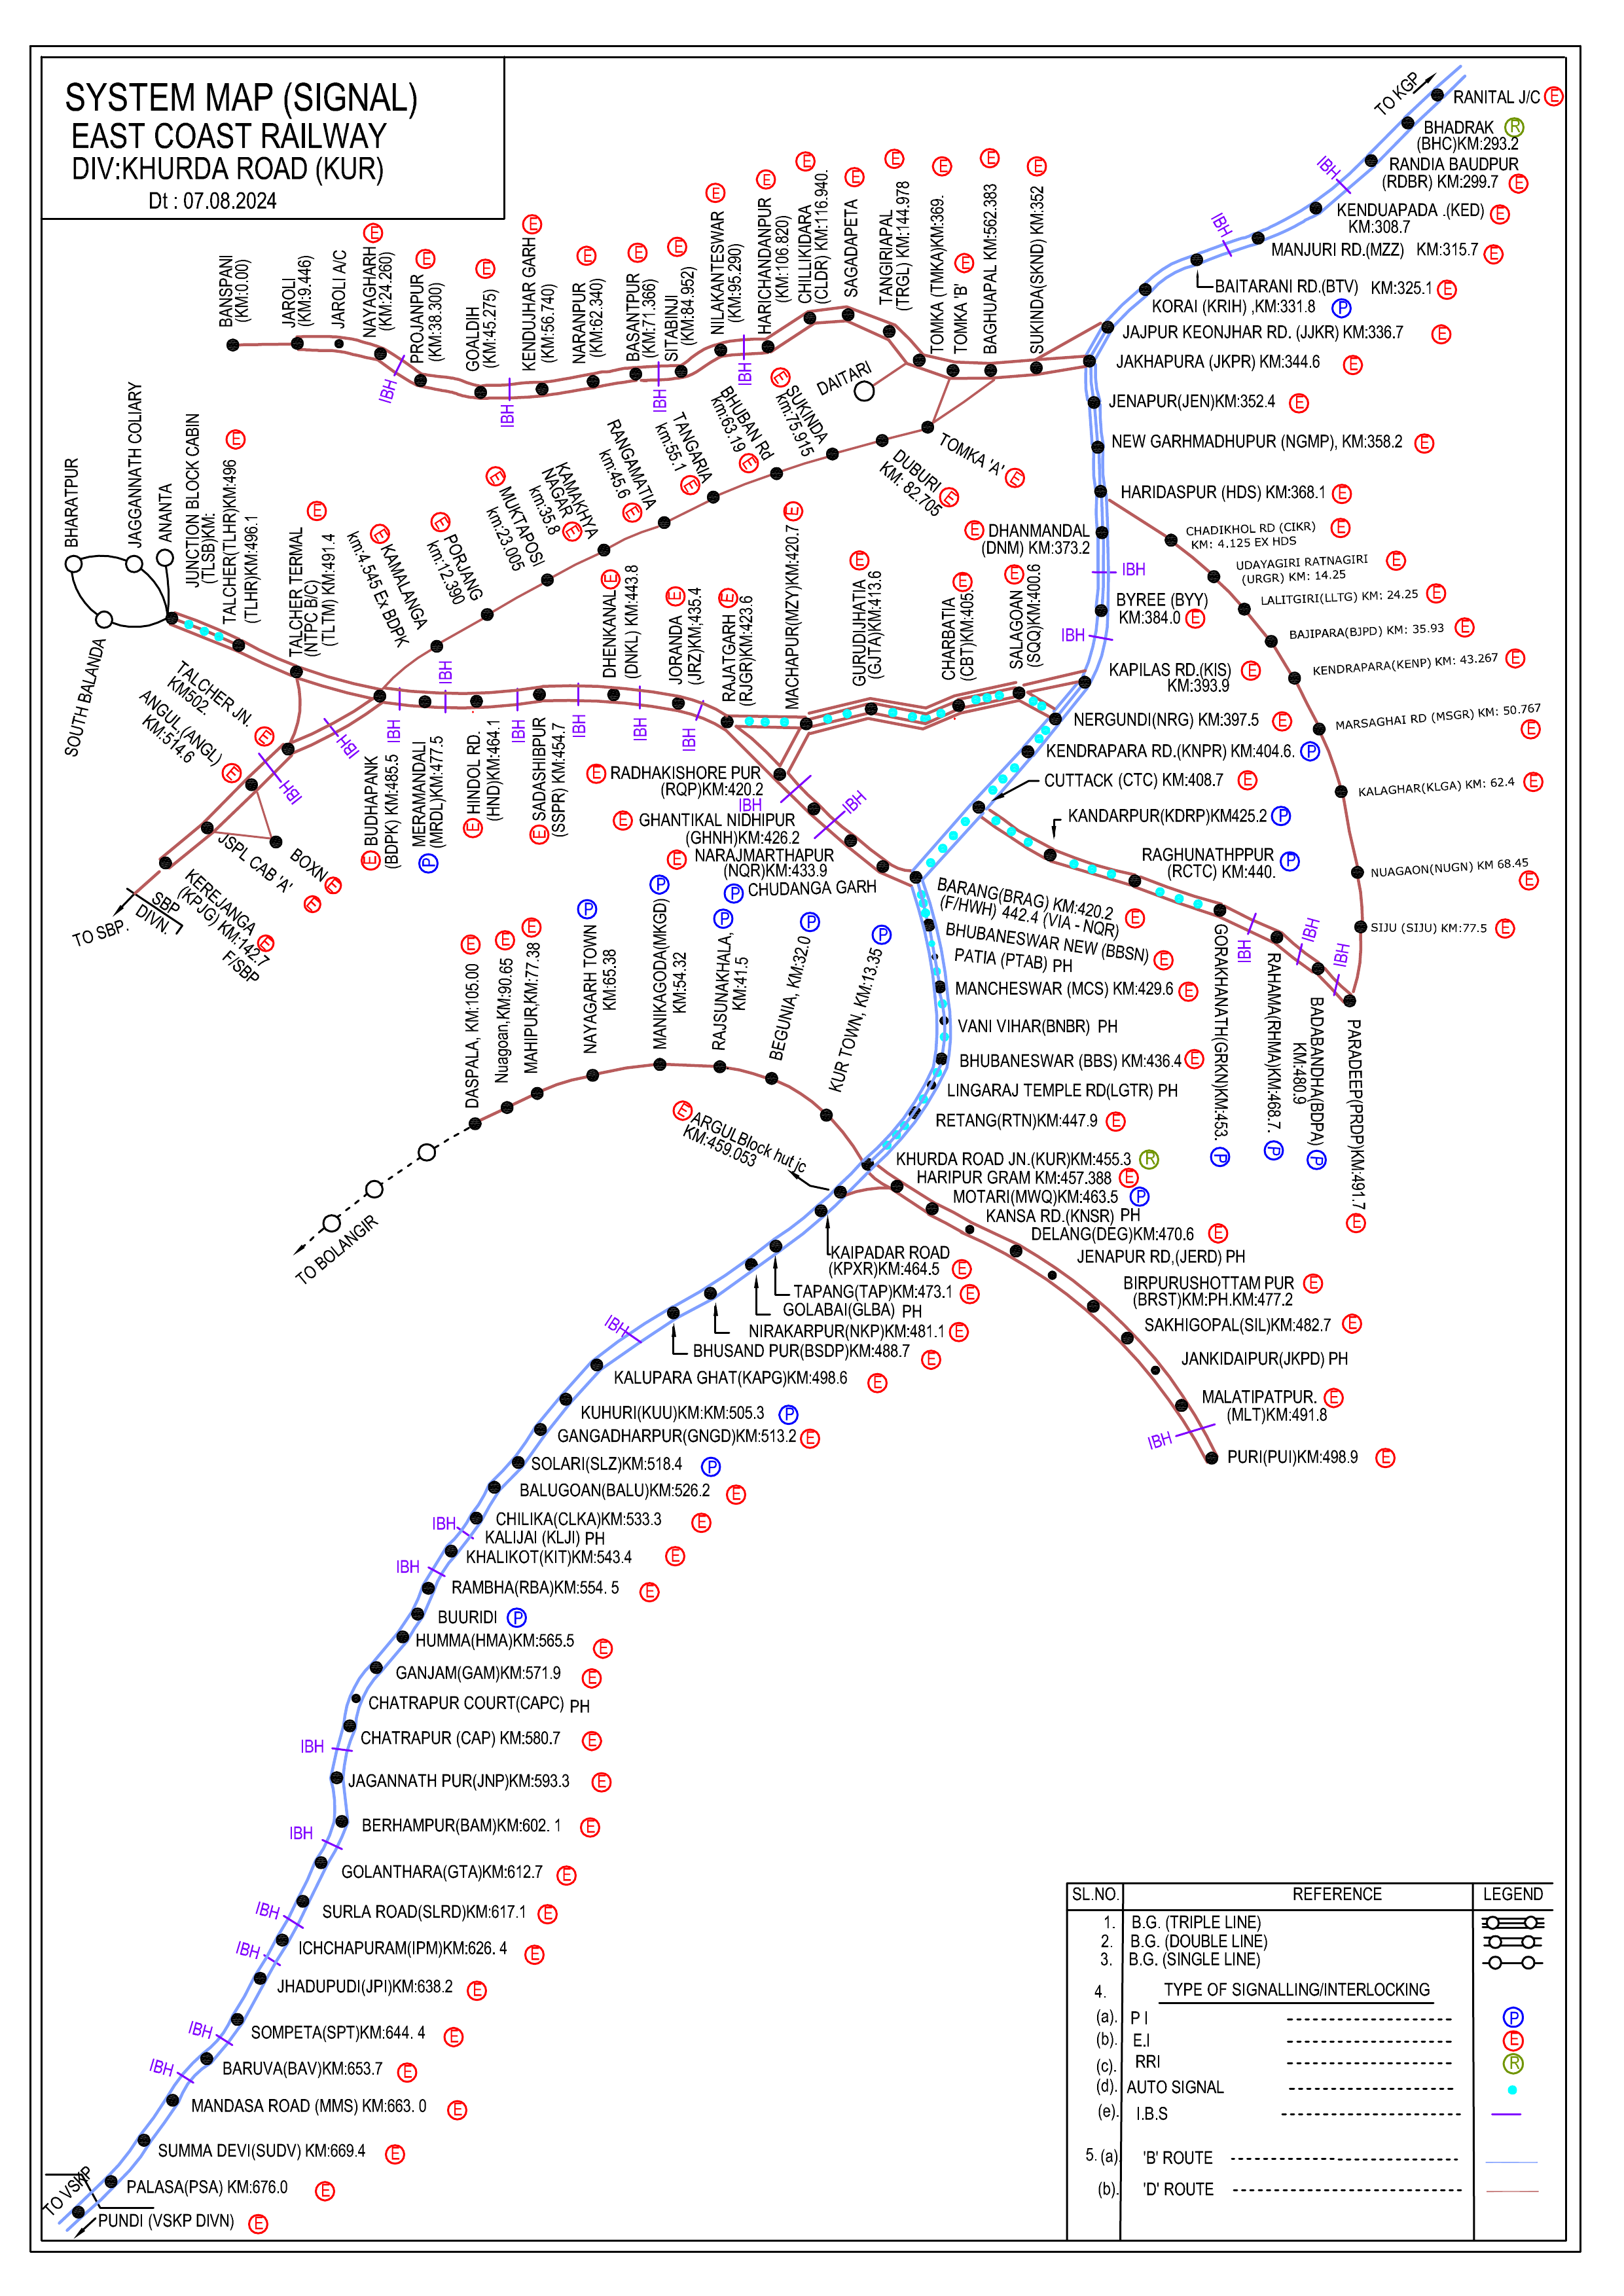 SYSTEM MAP (SIGNAL)
EAST COAST RAILWAY
DIV:KHURDA ROAD (KUR)
Dt : 07.08.2024
TO KGP
RANITAL J/C E
BHADRAK R
(BHC)KM:293.2
RANDIA BAUDPUR
(RDBR) KM:299.7 E
IBH
KENDUAPADA .(KED) E
KM:308.7
IBH
MANJURI RD.(MZZ) KM:315.7 E
BAITARANI RD.(BTV) KM:325.1 E
KORAI (KRIH) ,KM:331.8 P
JAJPUR KEONJHAR RD. (JJKR) KM:336.7 E
JAKHAPURA (JKPR) KM:344.6 E
JENAPUR(JEN)KM:352.4 E
NEW GARHMADHUPUR (NGMP), KM:358.2 E
HARIDASPUR (HDS) KM:368.1 E
E DHANMANDAL
(DNM) KM:373.2
IBH
BYREE (BYY)
KM:384.0 E
IBH
KAPILAS RD.(KIS) E
KM:393.9
NERGUNDI(NRG) KM:397.5 E
KENDRAPARA RD.(KNPR) KM:404.6. P
CUTTACK (CTC) KM:408.7 E
KANDARPUR(KDRP)KM425.2 P
RAGHUNATHPPUR P
(RCTC) KM:440.
CHADIKHOL RD (CIKR) E
KM: 4.125 EX HDS
UDAYAGIRI RATNAGIRI E
(URGR) KM: 14.25
LALITGIRI(LLTG) KM: 24.25 E
BAJIPARA(BJPD) KM: 35.93 E
KENDRAPARA(KENP) KM: 43.267 E
MARSAGHAI RD (MSGR) KM: 50.767
E
KALAGHAR(KLGA) KM: 62.4 E
NUAGAON(NUGN) KM 68.45
E
SIJU (SIJU) KM:77.5 E
BANSPANI
(KM:0.00)
JAROLI
(KM:9.446)
JAROLI A/C
NAYAGHARH E
(KM:24.260)
IBH
PROJANPUR E
(KM:38.300)
GOALDIH E
(KM:45.275)
IBH
KENDUJHAR GARH E
(KM:56.740)
NARANPUR E
(KM:62.340)
BASANTPUR E
(KM:71.366)
IBH
SITABINJ E
(KM:84.952)
NILAKANTESWAR E
(KM:95.290)
IBH
HARICHANDANPUR E
(KM:106.820)
CHILLIKIDARA E
(CLDR) KM:116.940.
SAGADAPETA E
TANGIRIAPAL E
(TRGL) KM:144.978
TOMKA (TMKA)KM:369. E
TOMKA 'B' E
BAGHUAPAL KM:562.383 E
SUKINDA(SKND) KM:352 E
DAITARI
TOMKA 'A' E
DUBURI E
KM: 82.705
E SUKINDA
km:75.915
BHUBAN Rd
km:63.19 E
TANGARIA
km:55.1 E
RANGAMATIA
km:45.6 E
KAMAKHYA
NAGAR E
km:35.8
E MUKTAPOSI
km:23.005
E PORJANG
km:12.390
E KAMALANGA
km:4.545 Ex BDPK
BHARATPUR
JAGGANNATH COLIARY
ANANTA
SOUTH BALANDA
JUNCTION BLOCK CABIN
(TLSB)KM:
TALCHER(TLHR)KM:496 E
(TLHR)KM:496.1
TALCHER TERMAL E
(NTPC B/C)
(TLTM) KM:491.4
TALCHER JN.
KM502. E
ANGUL (ANGL)
KM:514.6 E
IBH
IBH
JSPL CAB 'A' E
BOXN E
KEREJANGA
(KPJG) KM:142.7 E
F/SBP
SBP
DIVN.
TO SBP.
BUDHAPANK
E (BDPK) KM:485.5
IBH
IBH
MERAMANDALI
(MRDL)KM:477.5
P
E HINDOL RD.
(HND)KM:464.1
IBH
E SADASHIBPUR
(SSPR) KM:454.7
IBH
DHENKANAL E
(DNKL) KM:443.8
IBH
JORANDA E
(JRZ)KM,435.4
IBH
RAJATGARH E
(RJGR)KM:423.6
MACHAPUR(MZY)KM:420.7 E
GURUDIJHATIA E
(GJTA)KM:413.6
CHARBATIA E
(CBT)KM:405.
SALAGOAN E
(SQQ)KM:400.6
E RADHAKISHORE PUR
(RQP)KM:420.2
IBH
IBH
E GHANTIKAL NIDHIPUR
(GHNH)KM:426.2
E NARAJMARTHAPUR
(NQR)KM:433.9
P CHUDANGA GARH
BARANG(BRAG) KM:420.2
(F/HWH) 442.4 (VIA - NQR) E
BHUBANESWAR NEW (BBSN) E
PATIA (PTAB) PH
MANCHESWAR (MCS) KM:429.6 E
VANI VIHAR(BNBR) PH
BHUBANESWAR (BBS) KM:436.4 E
LINGARAJ TEMPLE RD(LGTR) PH
RETANG(RTN)KM:447.9 E
GORAKHANATH(GRKN)KM:453. P
IBH
RAHAMA(RHMA)KM:468.7. P
IBH
BADABANDHA(BDPA) P
KM:480.9
IBH
PARADEEP(PRDP)KM:491.7 E
DASPALA, KM:105.00 E
Nuagoan,KM:90.65 E
MAHIPUR,KM:77.38 E
NAYAGARH TOWN P
KM:65.38
MANIKAGODA(MKGD) P
KM:54.32
RAJSUNAKHALA, P
KM:41.5
BEGUNIA, KM:32.0 P
KUR TOWN, KM:13.35 P
TO BOLANGIR
E ARGULBlock hut jc
KM:459.053
KHURDA ROAD JN.(KUR)KM:455.3 R
HARIPUR GRAM KM:457.388 E
MOTARI(MWQ)KM:463.5 P
KANSA RD.(KNSR) PH
DELANG(DEG)KM:470.6 E
JENAPUR RD,(JERD) PH
BIRPURUSHOTTAM PUR E
(BRST)KM:PH.KM:477.2
SAKHIGOPAL(SIL)KM:482.7 E
JANKIDAIPUR(JKPD) PH
MALATIPATPUR. E
(MLT)KM:491.8
IBH
PURI(PUI)KM:498.9 E
KAIPADAR ROAD
(KPXR)KM:464.5 E
TAPANG(TAP)KM:473.1 E
GOLABAI(GLBA) PH
NIRAKARPUR(NKP)KM:481.1 E
IBH
BHUSAND PUR(BSDP)KM:488.7 E
KALUPARA GHAT(KAPG)KM:498.6 E
KUHURI(KUU)KM:KM:505.3 P
GANGADHARPUR(GNGD)KM:513.2 E
SOLARI(SLZ)KM:518.4 P
BALUGOAN(BALU)KM:526.2 E
CHILIKA(CLKA)KM:533.3 E
IBH
KALIJAI (KLJI) PH
KHALIKOT(KIT)KM:543.4 E
IBH
RAMBHA(RBA)KM:554. 5 E
BUURIDI P
HUMMA(HMA)KM:565.5 E
GANJAM(GAM)KM:571.9 E
CHATRAPUR COURT(CAPC) PH
CHATRAPUR (CAP) KM:580.7 E
IBH
JAGANNATH PUR(JNP)KM:593.3 E
BERHAMPUR(BAM)KM:602. 1 E
IBH
GOLANTHARA(GTA)KM:612.7 E
SURLA ROAD(SLRD)KM:617.1 E
IBH
ICHCHAPURAM(IPM)KM:626. 4 E
IBH
JHADUPUDI(JPI)KM:638.2 E
SOMPETA(SPT)KM:644. 4 E
IBH
BARUVA(BAV)KM:653.7 E
IBH
MANDASA ROAD (MMS) KM:663. 0 E
SUMMA DEVI(SUDV) KM:669.4 E
PALASA(PSA) KM:676.0 E
TO VSKP
PUNDI (VSKP DIVN) E
SL.NO. REFERENCE LEGEND
1. B.G. (TRIPLE LINE)
2. B.G. (DOUBLE LINE)
3. B.G. (SINGLE LINE)
4. TYPE OF SIGNALLING/INTERLOCKING
(a). P I P
(b). E.I E
(c). RRI R
(d). AUTO SIGNAL
(e). I.B.S
5. (a) 'B' ROUTE
(b). 'D' ROUTE